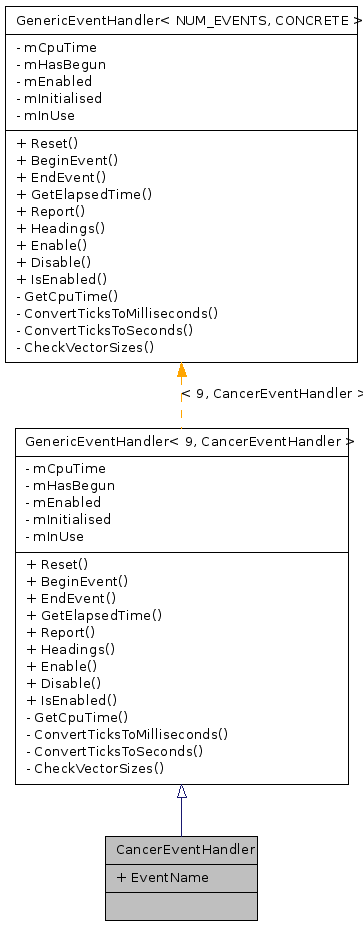 GenericEventHandler< NUM_EVENTS, CONCRETE >
- mCpuTime
- mHasBegun
- mEnabled
- mInitialised
- mInUse
+ Reset()
+ BeginEvent()
+ EndEvent()
+ GetElapsedTime()
+ Report()
+ Headings()
+ Enable()
+ Disable()
+ IsEnabled()
- GetCpuTime()
- ConvertTicksToMilliseconds()
- ConvertTicksToSeconds()
- CheckVectorSizes()
< 9, CancerEventHandler >
GenericEventHandler< 9, CancerEventHandler >
- mCpuTime
- mHasBegun
- mEnabled
- mInitialised
- mInUse
+ Reset()
+ BeginEvent()
+ EndEvent()
+ GetElapsedTime()
+ Report()
+ Headings()
+ Enable()
+ Disable()
+ IsEnabled()
- GetCpuTime()
- ConvertTicksToMilliseconds()
- ConvertTicksToSeconds()
- CheckVectorSizes()
CancerEventHandler
+ EventName